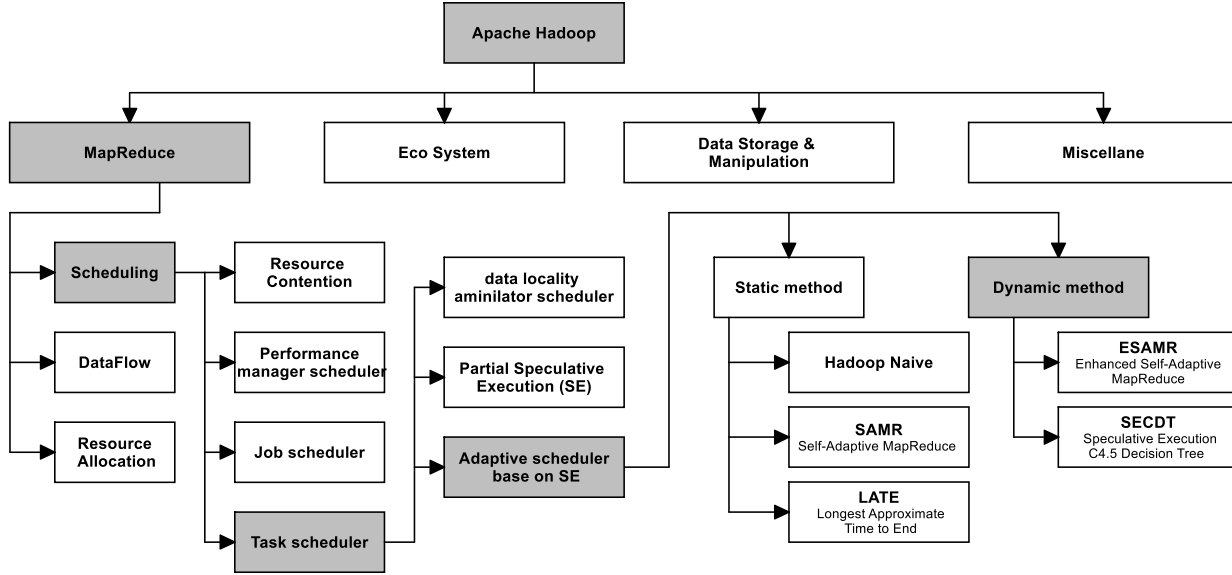 Apache Hadoop
MapReduce
Eco System
Data Storage &
Manipulation
Miscellane
Scheduling
DataFlow
Resource
Allocation
Resource
Contention
Performance
manager scheduler
Job scheduler
Task scheduler
data locality
aminilator scheduler
Partial Speculative
Execution (SE)
Adaptive scheduler
base on SE
Static method
Hadoop Naive
SAMR
Self-Adaptive MapReduce
LATE
Longest Approximate
Time to End
Dynamic method
ESAMR
Enhanced Self-Adaptive
MapReduce
SECDT
Speculative Execution
C4.5 Decision Tree